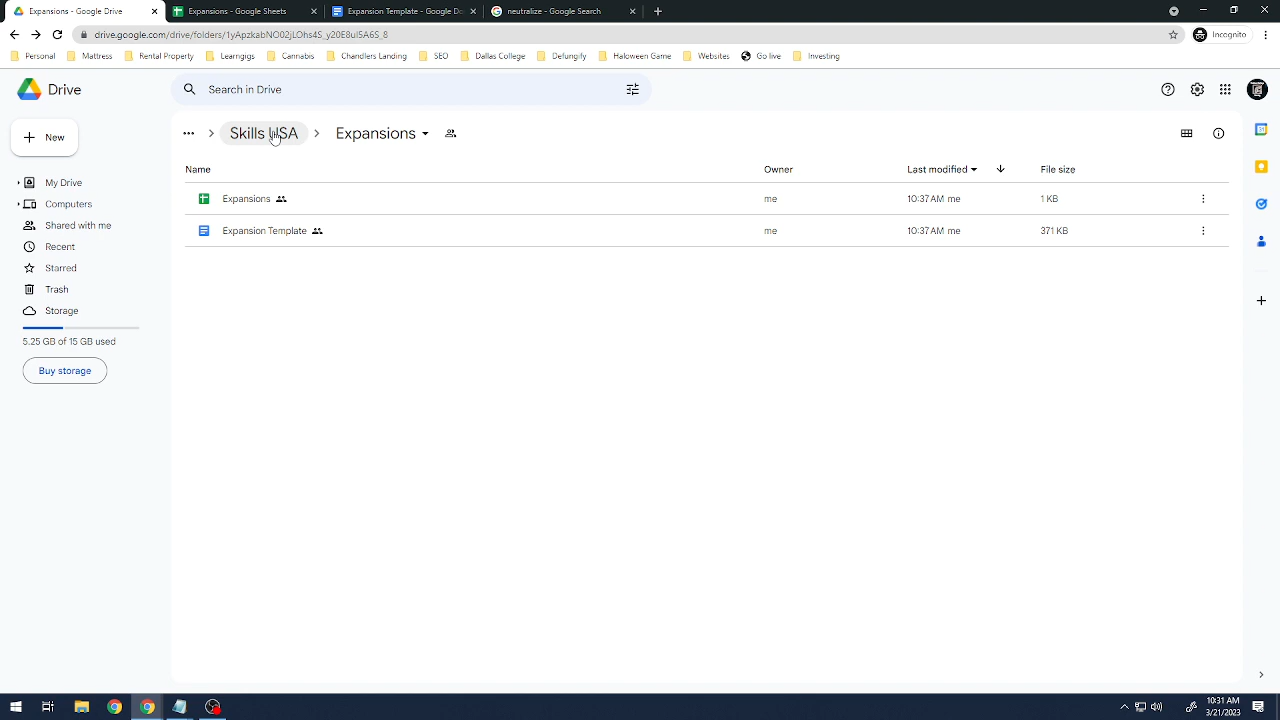 Expansions - Google Drive
Expansions - Google Sheets
Expansion Template - Google Do
neutralize - Google Search
drive.google.com/drive/folders/1yApzkabNO02jLOhs4S_y20E8ul5A6S_8
Incognito
Personal
Mattress
Rental Property
Learngigs
Cannabis
Chandlers Landing
SEO
Dallas College
Defungify
Haloween Game
Websites
Go live
Investing
Drive
Search in Drive
New
Skills USA
Expansions
Name
Owner
Last modified
File size
Expansions
me
10:37 AM me
1 KB
Expansion Template
me
10:37 AM me
371 KB
My Drive
Computers
Shared with me
Recent
Starred
Trash
Storage
5.25 GB of 15 GB used
Buy storage
10:31 AM
3/21/2023